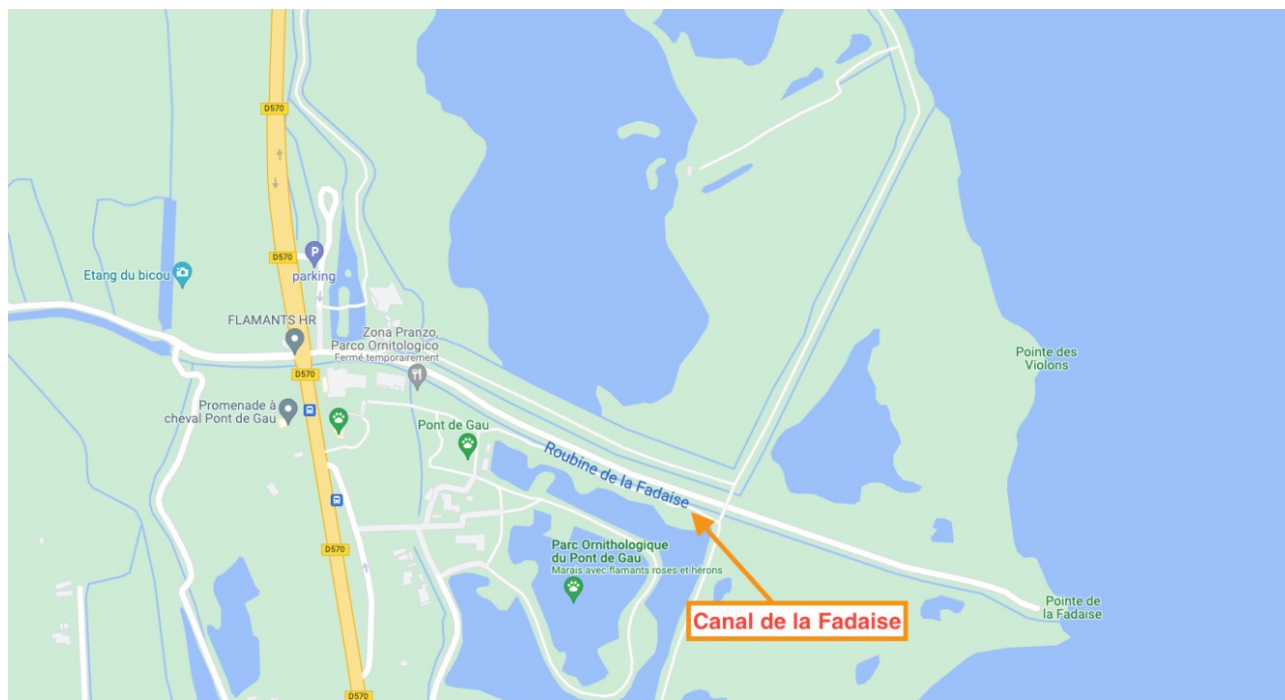 D570
D570
Etang du bicou
parking
P
FLAMANTS HR
Zona Pranzo,
Parco Ornitologico
Fermé temporairement
Pointe des
Violons
D570
Promenade à
cheval Pont de Gau
Pont de Gau
Roubine de la Fadaise
D570
Parc Ornithologique
du Pont de Gau
Marais avec flamants roses et herons
Canal de la Fadaise
Pointe de
la Fadaise
D570